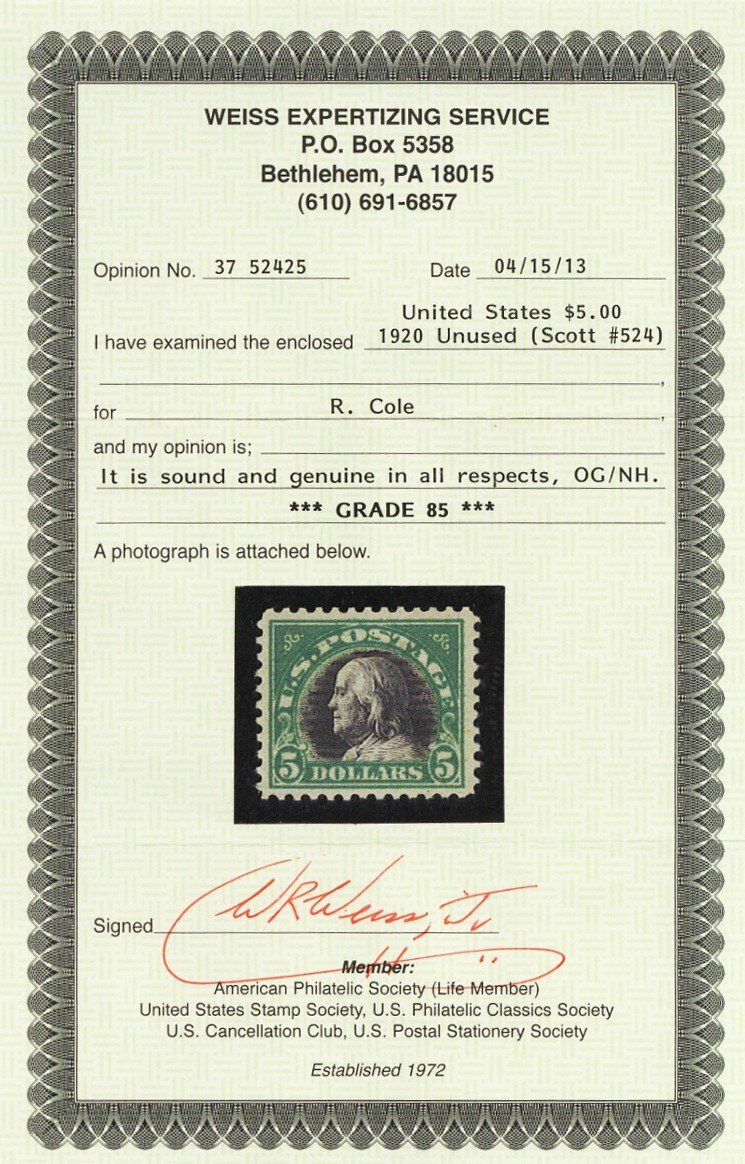 WEISS EXPERTIZING SERVICE
P.O. Box 5358
Bethlehem, PA 18015
(610) 691-6857
Opinion No. 37 52425 Date 04/15/13
United States $5.00
I have examined the enclosed 1920 Unused (Scott #524)
,
for R. Cole ,
and my opinion is;
It is sound and genuine in all respects, OG/NH.
*** GRADE 85 ***
A photograph is attached below.
U.S. POSTAGE
5 DOLLARS 5
Signed WR Weiss, Jr
Member:
American Philatelic Society (Life Member)
United States Stamp Society, U.S. Philatelic Classics Society
U.S. Cancellation Club, U.S. Postal Stationery Society
Established 1972